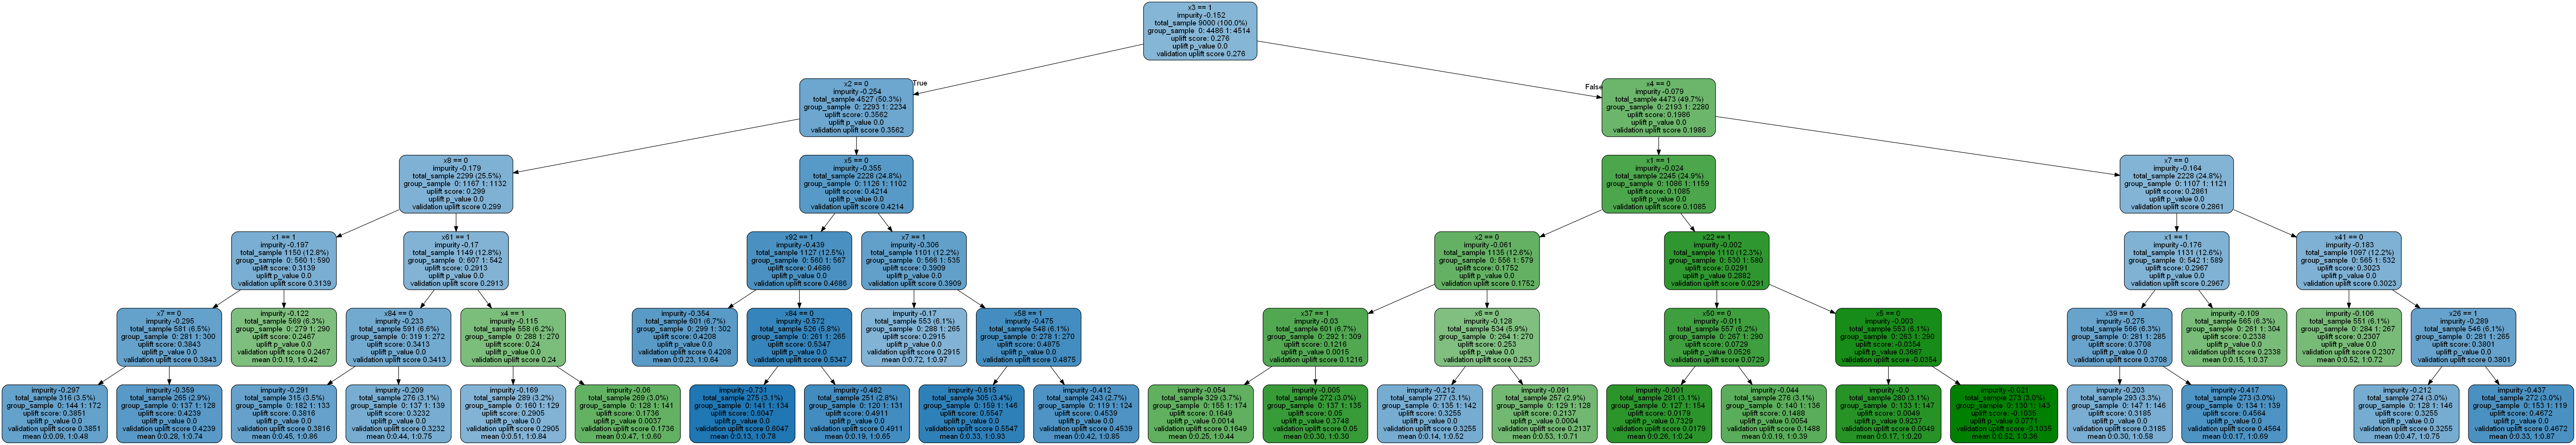 x3 == 1
impurity -0.152
total_sample 9000 (100.0%)
group_sample 0: 4486 1: 4514
uplift score: 0.276
uplift p_value 0.0
validation uplift score 0.276
True
False
x2 == 0
impurity -0.254
total_sample 4527 (50.3%)
group_sample 0: 2293 1: 2234
uplift score: 0.3562
uplift p_value 0.0
validation uplift score 0.3562
x4 == 0
impurity -0.079
total_sample 4473 (49.7%)
group_sample 0: 2193 1: 2280
uplift score: 0.1986
uplift p_value 0.0
validation uplift score 0.1986
x8 == 0
impurity -0.179
total_sample 2299 (25.5%)
group_sample 0: 1167 1: 1132
uplift score: 0.299
uplift p_value 0.0
validation uplift score 0.299
x5 == 0
impurity -0.355
total_sample 2228 (24.8%)
group_sample 0: 1126 1: 1102
uplift score: 0.4214
uplift p_value 0.0
validation uplift score 0.4214
x1 == 1
impurity -0.024
total_sample 2245 (24.9%)
group_sample 0: 1086 1: 1159
uplift score: 0.1085
uplift p_value 0.0
validation uplift score 0.1085
x7 == 0
impurity -0.164
total_sample 2228 (24.8%)
group_sample 0: 1107 1: 1121
uplift score: 0.2861
uplift p_value 0.0
validation uplift score 0.2861
x1 == 1
impurity -0.197
total_sample 1150 (12.8%)
group_sample 0: 560 1: 590
uplift score: 0.3139
uplift p_value 0.0
validation uplift score 0.3139
x61 == 1
impurity -0.17
total_sample 1149 (12.8%)
group_sample 0: 607 1: 542
uplift score: 0.2913
uplift p_value 0.0
validation uplift score 0.2913
x92 == 1
impurity -0.439
total_sample 1127 (12.5%)
group_sample 0: 560 1: 567
uplift score: 0.4686
uplift p_value 0.0
validation uplift score 0.4686
x7 == 1
impurity -0.306
total_sample 1101 (12.2%)
group_sample 0: 566 1: 535
uplift score: 0.3909
uplift p_value 0.0
validation uplift score 0.3909
x2 == 0
impurity -0.061
total_sample 1135 (12.6%)
group_sample 0: 556 1: 579
uplift score: 0.1752
uplift p_value 0.0
validation uplift score 0.1752
x22 == 1
impurity -0.002
total_sample 1110 (12.3%)
group_sample 0: 530 1: 580
uplift score: 0.0291
uplift p_value 0.2882
validation uplift score 0.0291
x1 == 1
impurity -0.176
total_sample 1131 (12.6%)
group_sample 0: 542 1: 589
uplift score: 0.2967
uplift p_value 0.0
validation uplift score 0.2967
x41 == 0
impurity -0.183
total_sample 1097 (12.2%)
group_sample 0: 565 1: 532
uplift score: 0.3023
uplift p_value 0.0
validation uplift score 0.3023
x7 == 0
impurity -0.295
total_sample 581 (6.5%)
group_sample 0: 281 1: 300
uplift score: 0.3843
uplift p_value 0.0
validation uplift score 0.3843
impurity -0.122
total_sample 569 (6.3%)
group_sample 0: 279 1: 290
uplift score: 0.2467
uplift p_value 0.0
validation uplift score 0.2467
mean 0:0.19, 1:0.42
x84 == 0
impurity -0.233
total_sample 591 (6.6%)
group_sample 0: 319 1: 272
uplift score: 0.3413
uplift p_value 0.0
validation uplift score 0.3413
x4 == 1
impurity -0.115
total_sample 558 (6.2%)
group_sample 0: 288 1: 270
uplift score: 0.24
uplift p_value 0.0
validation uplift score 0.24
impurity -0.354
total_sample 601 (6.7%)
group_sample 0: 299 1: 302
uplift score: 0.4208
uplift p_value 0.0
validation uplift score 0.4208
mean 0:0.23, 1:0.64
x84 == 0
impurity -0.572
total_sample 526 (5.8%)
group_sample 0: 261 1: 265
uplift score: 0.5347
uplift p_value 0.0
validation uplift score 0.5347
impurity -0.17
total_sample 553 (6.1%)
group_sample 0: 288 1: 265
uplift score: 0.2915
uplift p_value 0.0
validation uplift score 0.2915
mean 0:0.72, 1:0.97
x58 == 1
impurity -0.475
total_sample 548 (6.1%)
group_sample 0: 278 1: 270
uplift score: 0.4875
uplift p_value 0.0
validation uplift score 0.4875
x37 == 1
impurity -0.03
total_sample 601 (6.7%)
group_sample 0: 292 1: 309
uplift score: 0.1216
uplift p_value 0.0015
validation uplift score 0.1216
x6 == 0
impurity -0.128
total_sample 534 (5.9%)
group_sample 0: 264 1: 270
uplift score: 0.253
uplift p_value 0.0
validation uplift score 0.253
x50 == 0
impurity -0.011
total_sample 557 (6.2%)
group_sample 0: 267 1: 290
uplift score: 0.0729
uplift p_value 0.0526
validation uplift score 0.0729
x5 == 0
impurity -0.003
total_sample 553 (6.1%)
group_sample 0: 263 1: 290
uplift score: -0.0354
uplift p_value 0.3667
validation uplift score -0.0354
x39 == 0
impurity -0.275
total_sample 566 (6.3%)
group_sample 0: 281 1: 285
uplift score: 0.3708
uplift p_value 0.0
validation uplift score 0.3708
impurity -0.109
total_sample 565 (6.3%)
group_sample 0: 261 1: 304
uplift score: 0.2338
uplift p_value 0.0
validation uplift score 0.2338
mean 0:0.15, 1:0.37
impurity -0.106
total_sample 551 (6.1%)
group_sample 0: 284 1: 267
uplift score: 0.2307
uplift p_value 0.0
validation uplift score 0.2307
mean 0:0.52, 1:0.72
x26 == 1
impurity -0.289
total_sample 546 (6.1%)
group_sample 0: 281 1: 265
uplift score: 0.3801
uplift p_value 0.0
validation uplift score 0.3801
impurity -0.297
total_sample 316 (3.5%)
group_sample 0: 144 1: 172
uplift score: 0.3851
uplift p_value 0.0
validation uplift score 0.3851
mean 0:0.09, 1:0.48
impurity -0.359
total_sample 265 (2.9%)
group_sample 0: 137 1: 128
uplift score: 0.4239
uplift p_value 0.0
validation uplift score 0.4239
mean 0:0.28, 1:0.74
impurity -0.291
total_sample 315 (3.5%)
group_sample 0: 182 1: 133
uplift score: 0.3816
uplift p_value 0.0
validation uplift score 0.3816
mean 0:0.45, 1:0.86
impurity -0.209
total_sample 276 (3.1%)
group_sample 0: 137 1: 139
uplift score: 0.3232
uplift p_value 0.0
validation uplift score 0.3232
mean 0:0.44, 1:0.75
impurity -0.169
total_sample 289 (3.2%)
group_sample 0: 160 1: 129
uplift score: 0.2905
uplift p_value 0.0
validation uplift score 0.2905
mean 0:0.51, 1:0.84
impurity -0.06
total_sample 269 (3.0%)
group_sample 0: 128 1: 141
uplift score: 0.1736
uplift p_value 0.0037
validation uplift score 0.1736
mean 0:0.47, 1:0.60
impurity -0.731
total_sample 275 (3.1%)
group_sample 0: 141 1: 134
uplift score: 0.6047
uplift p_value 0.0
validation uplift score 0.6047
mean 0:0.13, 1:0.78
impurity -0.482
total_sample 251 (2.8%)
group_sample 0: 120 1: 131
uplift score: 0.4911
uplift p_value 0.0
validation uplift score 0.4911
mean 0:0.19, 1:0.65
impurity -0.615
total_sample 305 (3.4%)
group_sample 0: 159 1: 146
uplift score: 0.5547
uplift p_value 0.0
validation uplift score 0.5547
mean 0:0.33, 1:0.93
impurity -0.412
total_sample 243 (2.7%)
group_sample 0: 119 1: 124
uplift score: 0.4539
uplift p_value 0.0
validation uplift score 0.4539
mean 0:0.42, 1:0.85
impurity -0.054
total_sample 329 (3.7%)
group_sample 0: 155 1: 174
uplift score: 0.1649
uplift p_value 0.0014
validation uplift score 0.1649
mean 0:0.25, 1:0.44
impurity -0.005
total_sample 272 (3.0%)
group_sample 0: 137 1: 135
uplift score: 0.05
uplift p_value 0.3748
validation uplift score 0.05
mean 0:0.30, 1:0.30
impurity -0.212
total_sample 277 (3.1%)
group_sample 0: 135 1: 142
uplift score: 0.3255
uplift p_value 0.0
validation uplift score 0.3255
mean 0:0.14, 1:0.52
impurity -0.091
total_sample 257 (2.9%)
group_sample 0: 129 1: 128
uplift score: 0.2137
uplift p_value 0.0004
validation uplift score 0.2137
mean 0:0.53, 1:0.71
impurity -0.001
total_sample 281 (3.1%)
group_sample 0: 127 1: 154
uplift score: 0.0179
uplift p_value 0.7329
validation uplift score 0.0179
mean 0:0.26, 1:0.24
impurity -0.044
total_sample 276 (3.1%)
group_sample 0: 140 1: 136
uplift score: 0.1488
uplift p_value 0.0054
validation uplift score 0.1488
mean 0:0.19, 1:0.39
impurity -0.0
total_sample 280 (3.1%)
group_sample 0: 133 1: 147
uplift score: 0.0049
uplift p_value 0.9237
validation uplift score 0.0049
mean 0:0.17, 1:0.20
impurity -0.021
total_sample 273 (3.0%)
group_sample 0: 130 1: 143
uplift score: -0.1035
uplift p_value 0.0771
validation uplift score -0.1035
mean 0:0.52, 1:0.36
impurity -0.203
total_sample 293 (3.3%)
group_sample 0: 147 1: 146
uplift score: 0.3185
uplift p_value 0.0
validation uplift score 0.3185
mean 0:0.30, 1:0.58
impurity -0.417
total_sample 273 (3.0%)
group_sample 0: 134 1: 139
uplift score: 0.4564
uplift p_value 0.0
validation uplift score 0.4564
mean 0:0.17, 1:0.69
impurity -0.212
total_sample 274 (3.0%)
group_sample 0: 128 1: 146
uplift score: 0.3255
uplift p_value 0.0
validation uplift score 0.3255
mean 0:0.47, 1:0.75
impurity -0.437
total_sample 272 (3.0%)
group_sample 0: 153 1: 119
uplift score: 0.4672
uplift p_value 0.0
validation uplift score 0.4672
mean 0:0.33, 1:0.87